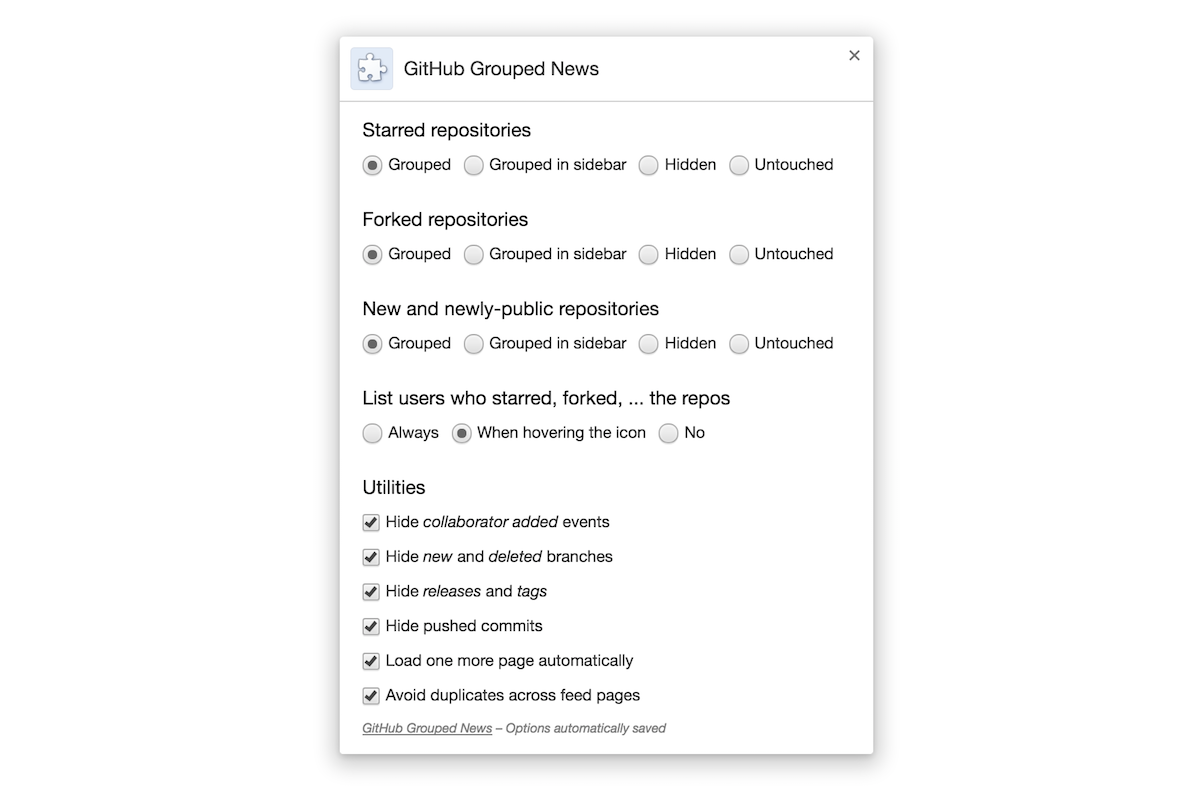 GitHub Grouped News
Starred repositories
Grouped Grouped in sidebar Hidden Untouched
Forked repositories
Grouped Grouped in sidebar Hidden Untouched
New and newly-public repositories
Grouped Grouped in sidebar Hidden Untouched
List users who starred, forked, ... the repos
Always When hovering the icon No
Utilities
Hide collaborator added events
Hide new and deleted branches
Hide releases and tags
Hide pushed commits
Load one more page automatically
Avoid duplicates across feed pages
GitHub Grouped News – Options automatically saved